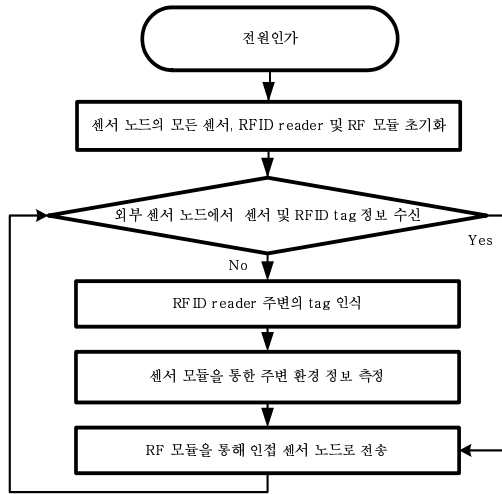 전원인가
센서 노드의 모든 센서, RFID reader 및 RF 모듈 초기화
외부 센서 노드에서 센서 및 RFID tag 정보 수신
Yes
No
RFID reader 주변의 tag 인식
센서 모듈을 통한 주변 환경 정보 측정
RF 모듈을 통해 인접 센서 노드로 전송